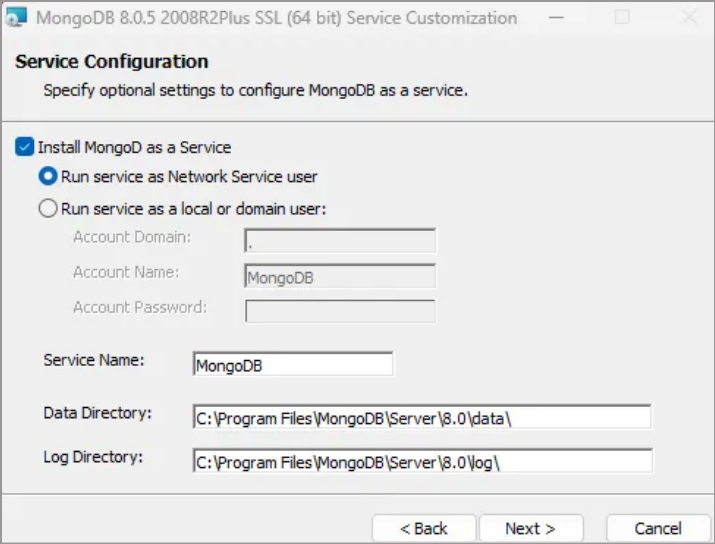 MongoDB 8.0.5 2008R2Plus SSL (64 bit) Service Customization
Service Configuration
Specify optional settings to configure MongoDB as a service.
Install MongoD as a Service
Run service as Network Service user
Run service as a local or domain user:
Account Domain: .
Account Name: MongoDB
Account Password:
Service Name: MongoDB
Data Directory: C:\Program Files\MongoDB\Server\8.0\data\
Log Directory: C:\Program Files\MongoDB\Server\8.0\log\
< Back Next > Cancel